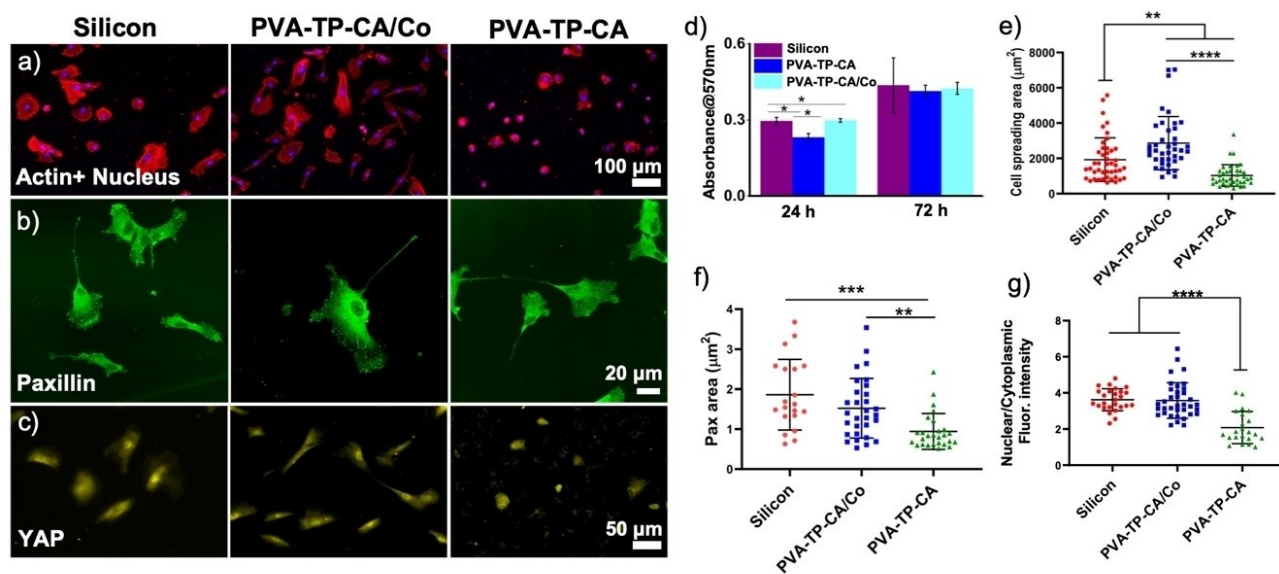 Silicon PVA-TP-CA/Co PVA-TP-CA
a)
Actin+ Nucleus
100 µm
b)
Paxillin
20 µm
c)
YAP
50 µm
d)
Absorbance@570nm
0.6
0.3
0.0
Silicon
PVA-TP-CA
PVA-TP-CA/Co
*
* *
24 h 72 h
e)
**
****
Cell spreading area (µm²)
8000
6000
4000
2000
0
Silicon
PVA-TP-CA/Co
PVA-TP-CA
f)
***
**
Pax area (µm²)
4
3
2
1
0
Silicon
PVA-TP-CA/Co
PVA-TP-CA
g)
****
Nuclear/Cytoplasmic
Fluor. intensity
8
6
4
2
0
Silicon
PVA-TP-CA/Co
PVA-TP-CA